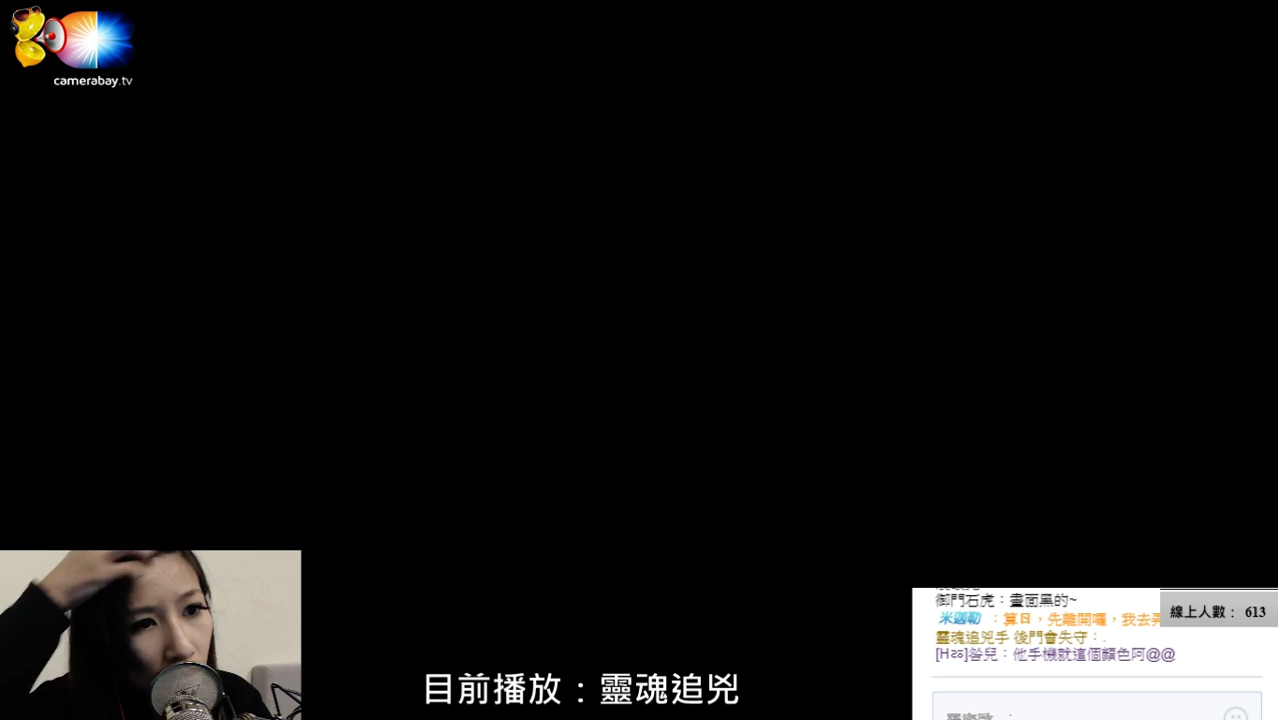 camerabay.tv
御門石虎：畫面黑的~
線上人數： 613
米迦勒 ：算日，先離開囉，我去
靈魂追兇手 後門會失守：.
[Hss]咎兒：他手機就這個顏色阿@@
目前播放：靈魂追兇